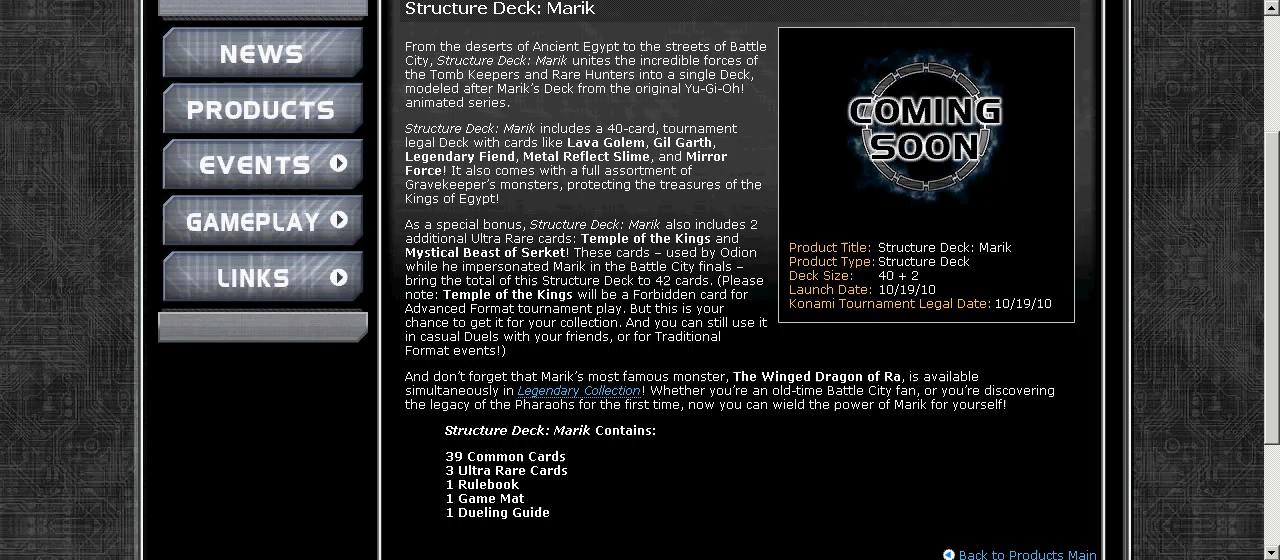 Structure Deck: Marik
NEWS
PRODUCTS
EVENTS
GAMEPLAY
LINKS
From the deserts of Ancient Egypt to the streets of Battle
City, Structure Deck: Marik unites the incredible forces of
the Tomb Keepers and Rare Hunters into a single Deck,
modeled after Marik's Deck from the original Yu-Gi-Oh!
animated series.
Structure Deck: Marik includes a 40-card, tournament
legal Deck with cards like Lava Golem, Gil Garth,
Legendary Fiend, Metal Reflect Slime, and Mirror
Force! It also comes with a full assortment of
Gravekeeper's monsters, protecting the treasures of the
Kings of Egypt!
As a special bonus, Structure Deck: Marik also includes 2
additional Ultra Rare cards: Temple of the Kings and
Mystical Beast of Serket! These cards – used by Odion
while he impersonated Marik in the Battle City finals –
bring the total of this Structure Deck to 42 cards. (Please
note: Temple of the Kings will be a Forbidden card for
Advanced Format tournament play. But this is your
chance to get it for your collection. And you can still use it
in casual Duels with your friends, or for Traditional
Format events!)
COMING
SOON
Product Title: Structure Deck: Marik
Product Type: Structure Deck
Deck Size: 40 + 2
Launch Date: 10/19/10
Konami Tournament Legal Date: 10/19/10
And don't forget that Marik's most famous monster, The Winged Dragon of Ra, is available
simultaneously in Legendary Collection! Whether you're an old-time Battle City fan, or you're discovering
the legacy of the Pharaohs for the first time, now you can wield the power of Marik for yourself!
Structure Deck: Marik Contains:
39 Common Cards
3 Ultra Rare Cards
1 Rulebook
1 Game Mat
1 Dueling Guide
Back to Products Main